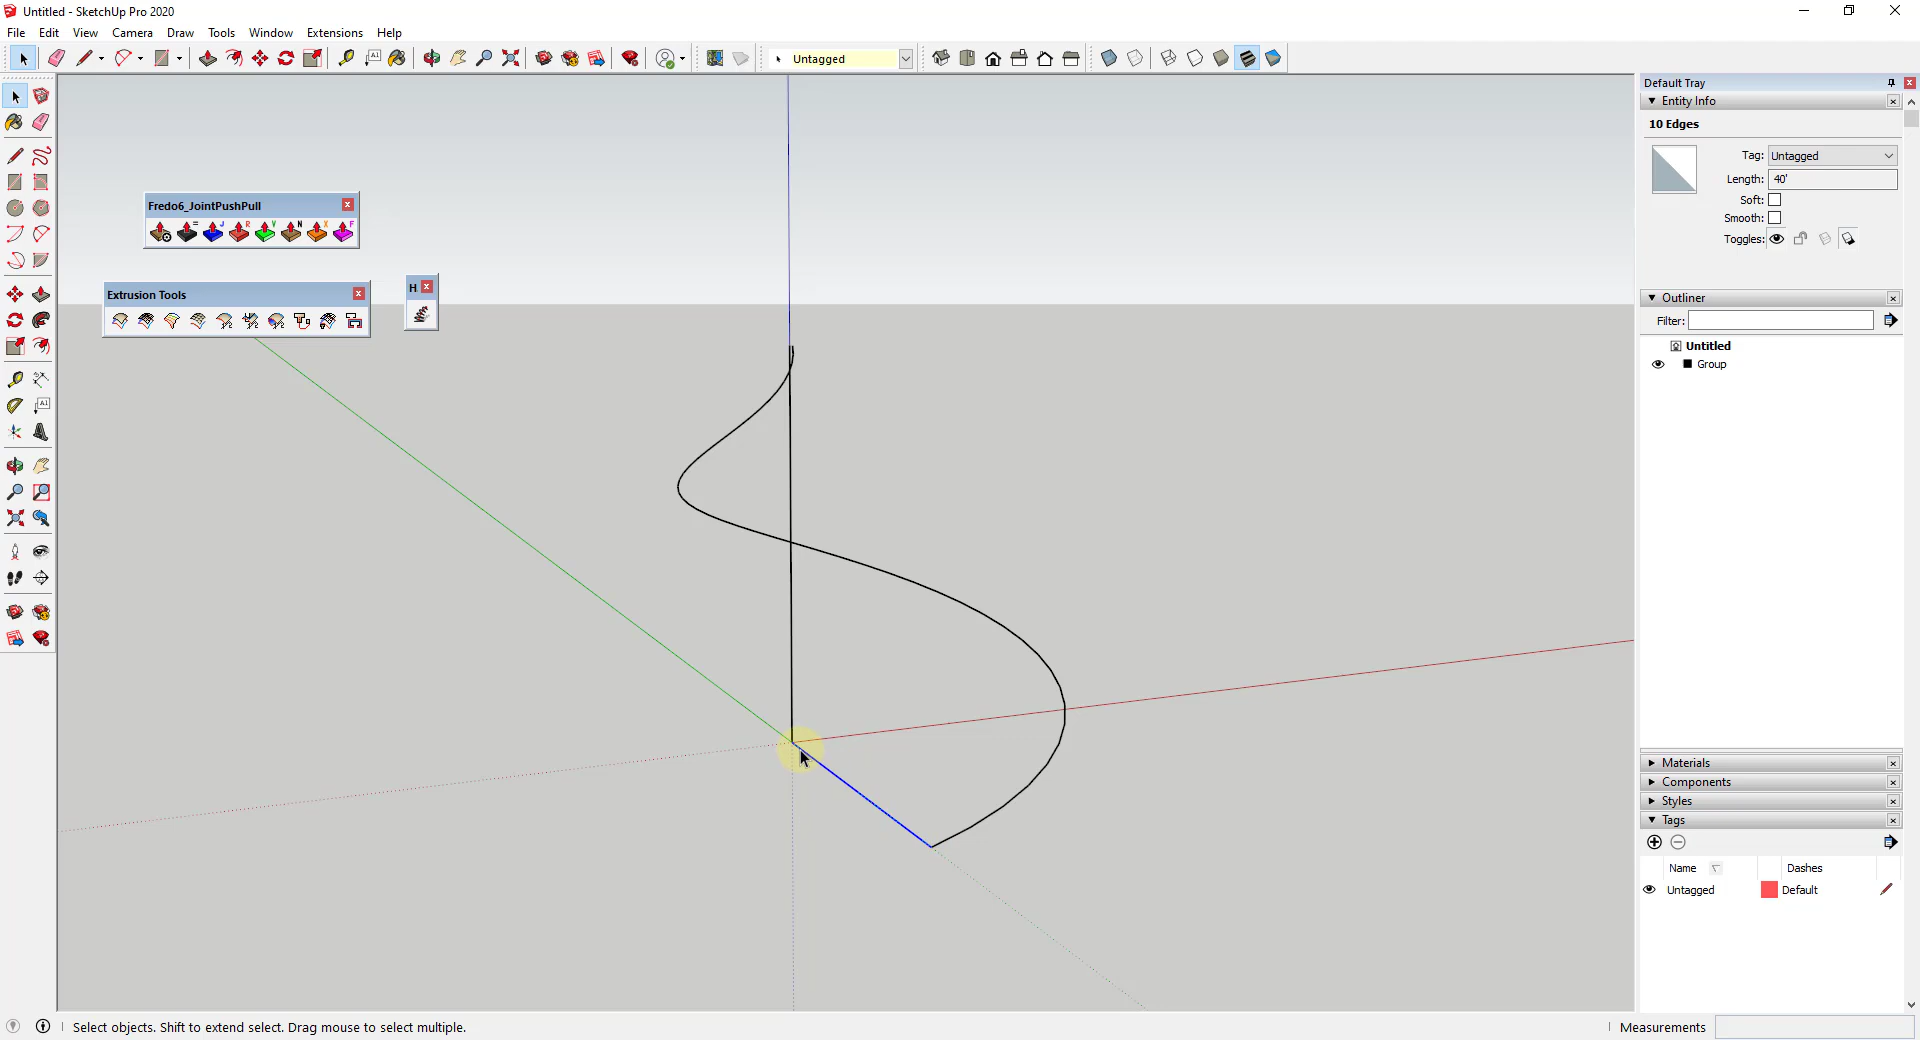 Untitled - SketchUp Pro 2020
File Edit View Camera Draw Tools Window Extensions Help
Untagged
Default Tray
Entity Info
10 Edges
Tag: Untagged
Length: 40'
Soft:
Smooth:
Toggles:
Fredo6_JointPushPull
J R V N X F
Extrusion Tools
H
Outliner
Filter:
Untitled
Group
Materials
Components
Styles
Tags
Name Dashes
Untagged Default
Select objects. Shift to extend select. Drag mouse to select multiple.
Measurements